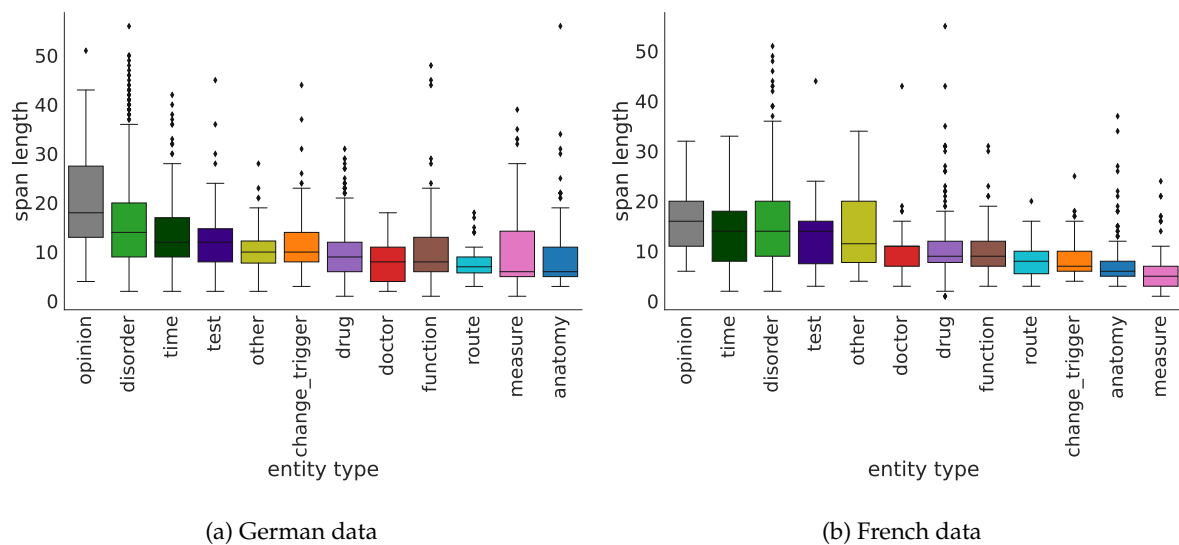 span length
50
40
30
20
10
0
opinion
disorder
time
test
other
change_trigger
drug
doctor
function
route
measure
anatomy
entity type
(a) German data
span length
50
40
30
20
10
0
opinion
time
disorder
test
other
doctor
drug
function
route
change_trigger
anatomy
measure
entity type
(b) French data